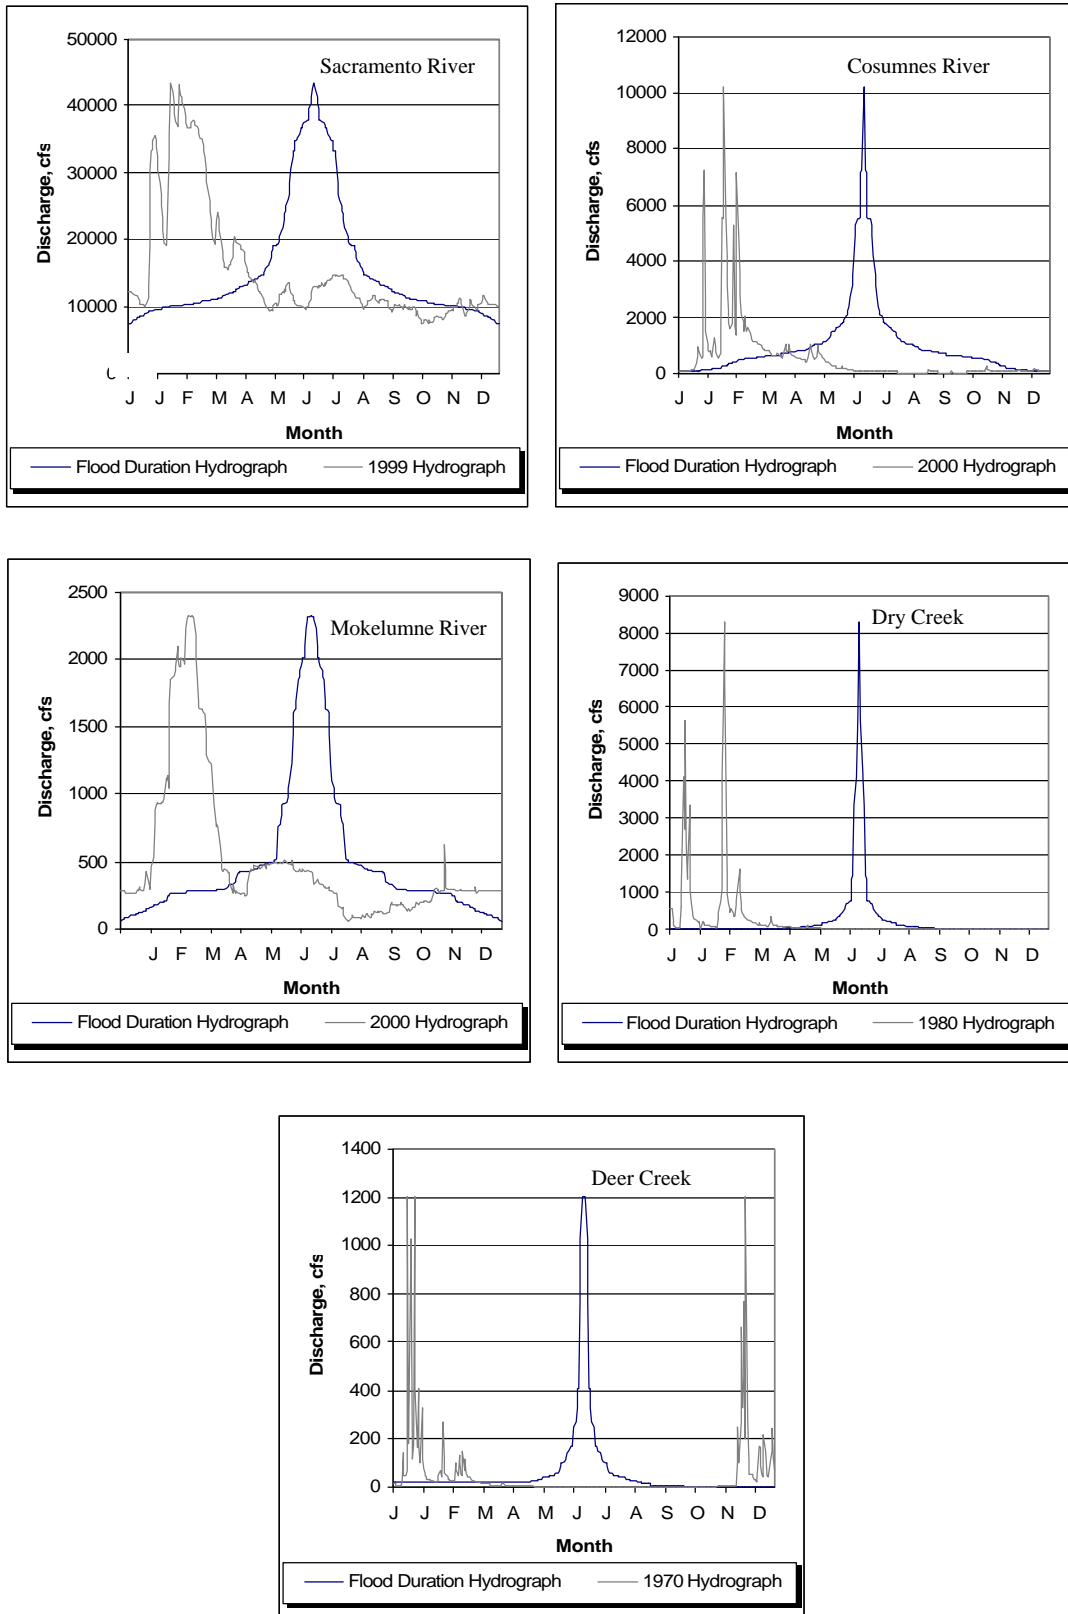 Sacramento River
50000
40000
30000
20000
10000
0
Discharge, cfs
J J F M A M J J A S O N D
Month
Flood Duration Hydrograph 1999 Hydrograph
Cosumnes River
12000
10000
8000
6000
4000
2000
0
Discharge, cfs
J J F M A M J J A S O N D
Month
Flood Duration Hydrograph 2000 Hydrograph
Mokelumne River
2500
2000
1500
1000
500
0
Discharge, cfs
J F M A M J J A S O N D
Month
Flood Duration Hydrograph 2000 Hydrograph
Dry Creek
9000
8000
7000
6000
5000
4000
3000
2000
1000
0
Discharge, cfs
J J F M A M J J A S O N D
Month
Flood Duration Hydrograph 1980 Hydrograph
Deer Creek
1400
1200
1000
800
600
400
200
0
Discharge, cfs
J J F M A M J J A S O N D
Month
Flood Duration Hydrograph 1970 Hydrograph